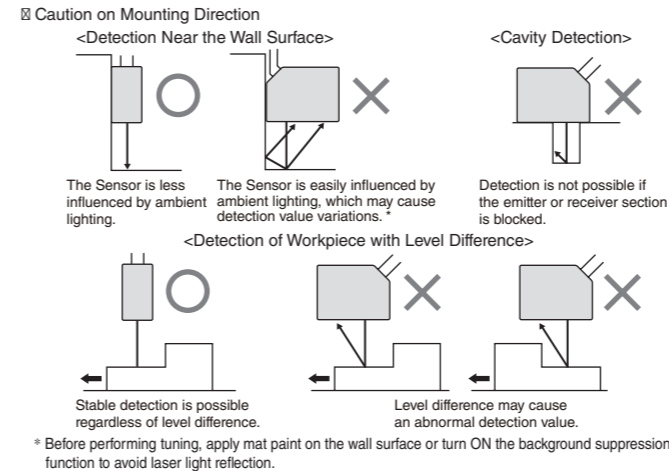 ☒ Caution on Mounting Direction
<Detection Near the Wall Surface>
<Cavity Detection>
The Sensor is less
influenced by ambient
lighting.
The Sensor is easily influenced by
ambient lighting, which may cause
detection value variations. *
Detection is not possible if
the emitter or receiver section
is blocked.
<Detection of Workpiece with Level Difference>
Stable detection is possible
regardless of level difference.
Level difference may cause
an abnormal detection value.
* Before performing tuning, apply mat paint on the wall surface or turn ON the background suppression
function to avoid laser light reflection.